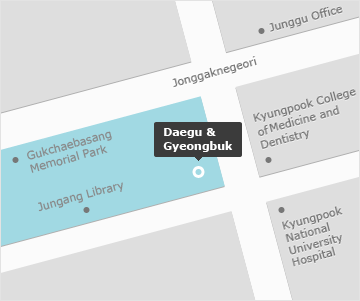 Junggu Office
Jonggaknegeori
Kyungpook College
of Medicine and
Dentistry
Daegu &
Gyeongbuk
Gukchaebasang
Memorial Park
Jungang Library
Kyungpook
National
University
Hospital